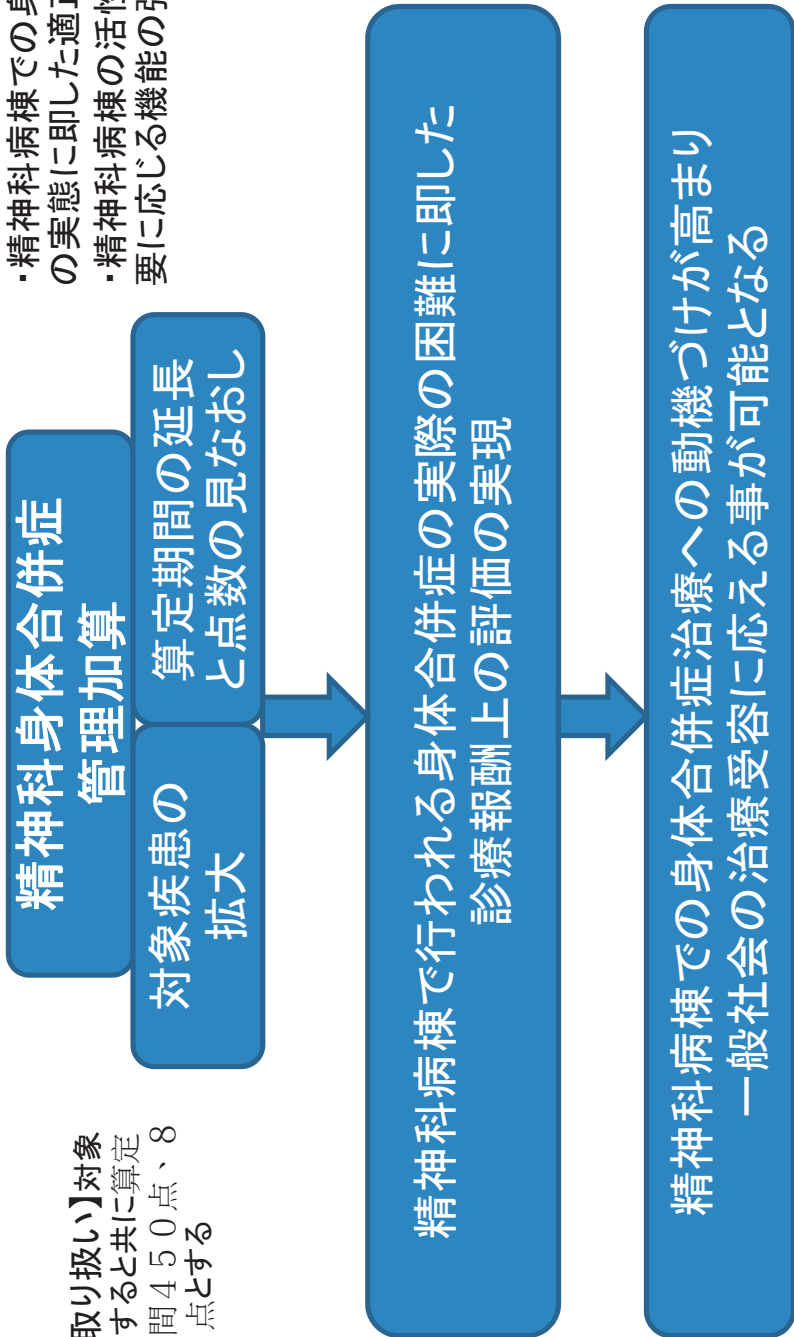 取り扱い】対象
すると共に算定
間４５０点、８
点とする
精神科身体合併症
管理加算
対象疾患の
拡大
算定期間の延長
と点数の見なおし
・精神科病棟での身
の実態に即した適正
・精神科病棟の活性
要に応じる機能の強
精神科病棟で行われる身体合併症の実際の困難に即した
診療報酬上の評価の実現
精神科病棟での身体合併症治療への動機づけが高まり
一般社会の治療受容に応える事が可能となる